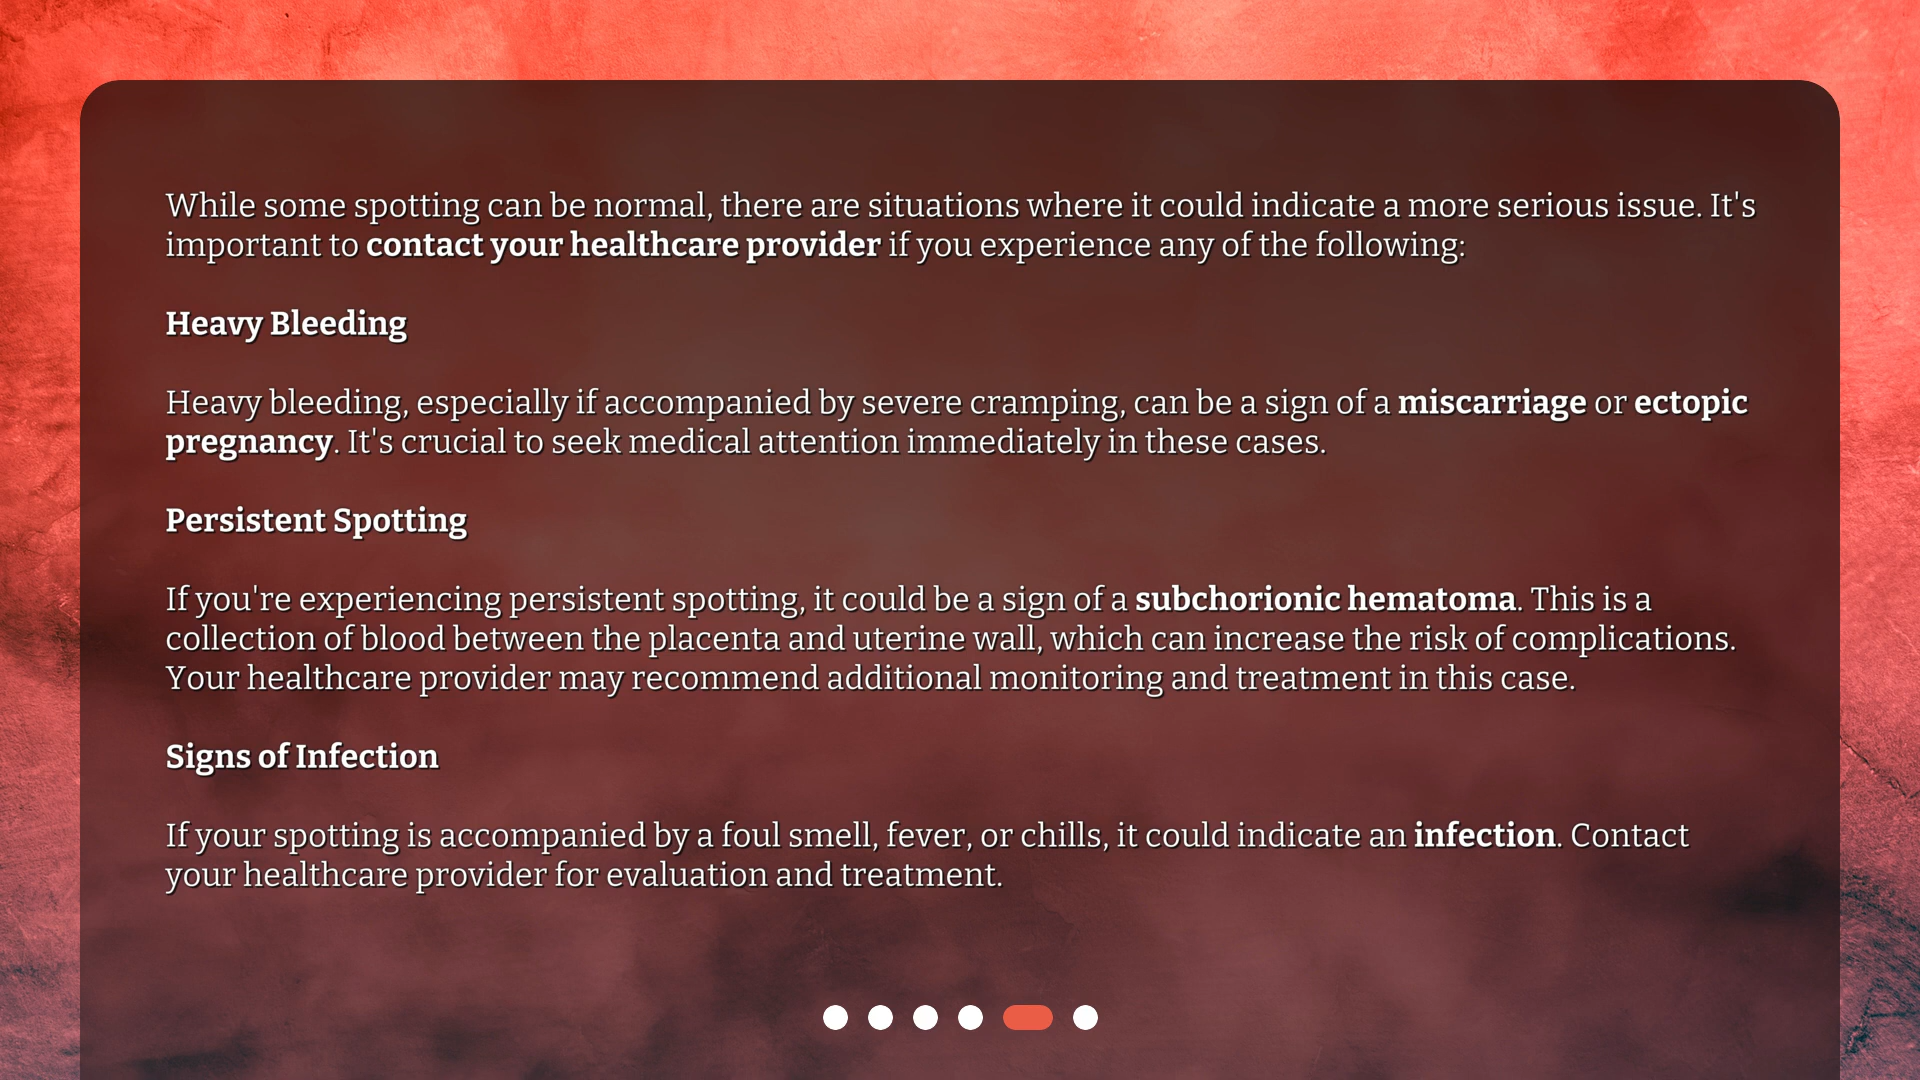 While some spotting can be normal, there are situations where it could indicate a more serious issue. It's
important to contact your healthcare provider if you experience any of the following:
Heavy Bleeding
Heavy bleeding, especially if accompanied by severe cramping, can be a sign of a miscarriage or ectopic
pregnancy. It's crucial to seek medical attention immediately in these cases.
Persistent Spotting
If you're experiencing persistent spotting, it could be a sign of a subchorionic hematoma. This is a
collection of blood between the placenta and uterine wall, which can increase the risk of complications.
Your healthcare provider may recommend additional monitoring and treatment in this case.
Signs of Infection
If your spotting is accompanied by a foul smell, fever, or chills, it could indicate an infection. Contact
your healthcare provider for evaluation and treatment.